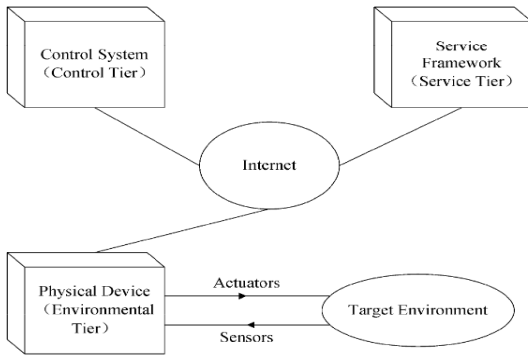 Control System
（Control Tier）
Service
Framework
（Service Tier）
Internet
Physical Device
（Environmental
Tier）
Actuators
Sensors
Target Environment